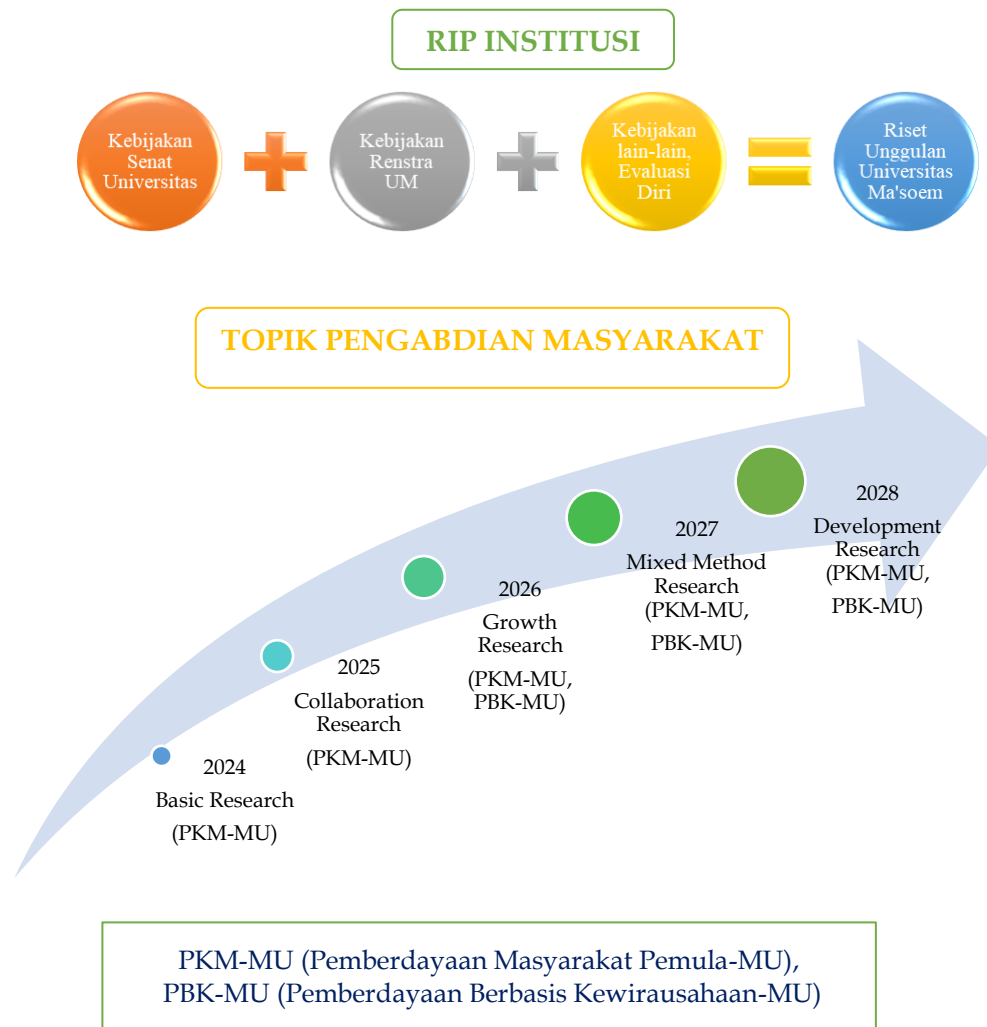 RIP INSTITUSI
Kebijakan
Senat
Universitas
Kebijakan
Renstra
UM
Kebijakan
lain-lain,
Evaluasi
Diri
Riset
Unggulan
Universitas
Ma'soem
TOPIK PENGABDIAN MASYARAKAT
2024
Basic Research
(PKM-MU)
2025
Collaboration
Research
(PKM-MU)
2026
Growth
Research
(PKM-MU,
PBK-MU)
2027
Mixed Method
Research
(PKM-MU,
PBK-MU)
2028
Development
Research
(PKM-MU,
PBK-MU)
PKM-MU (Pemberdayaan Masyarakat Pemula-MU),
PBK-MU (Pemberdayaan Berbasis Kewirausahaan-MU)